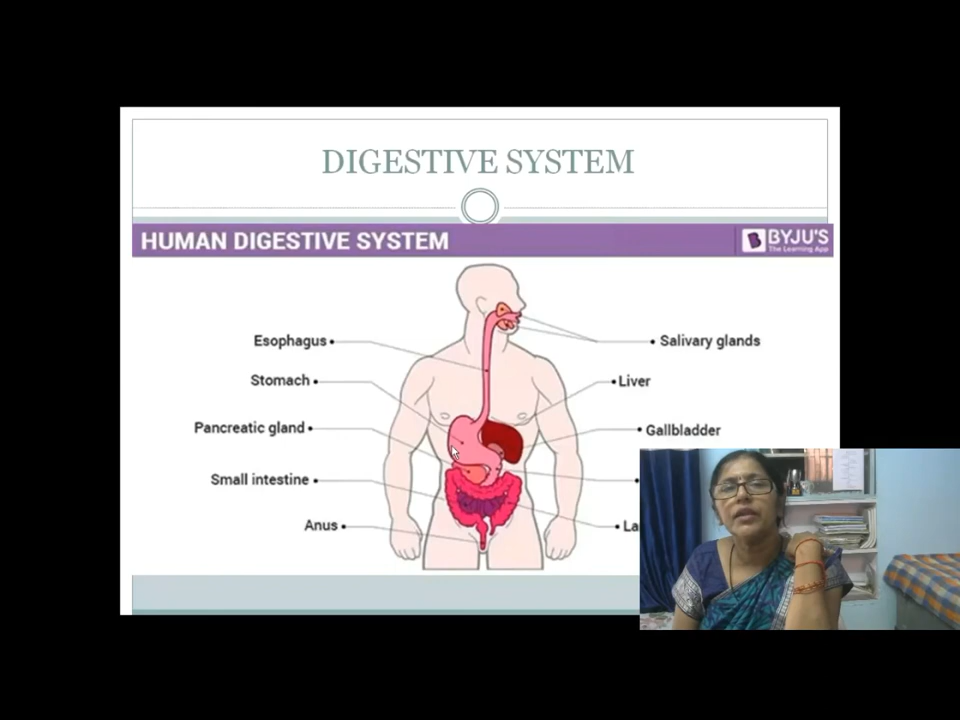 DIGESTIVE SYSTEM
HUMAN DIGESTIVE SYSTEM
BYJU'S
The Learning App
Esophagus
Salivary glands
Stomach
Liver
Pancreatic gland
Gallbladder
Small intestine
Anus
La